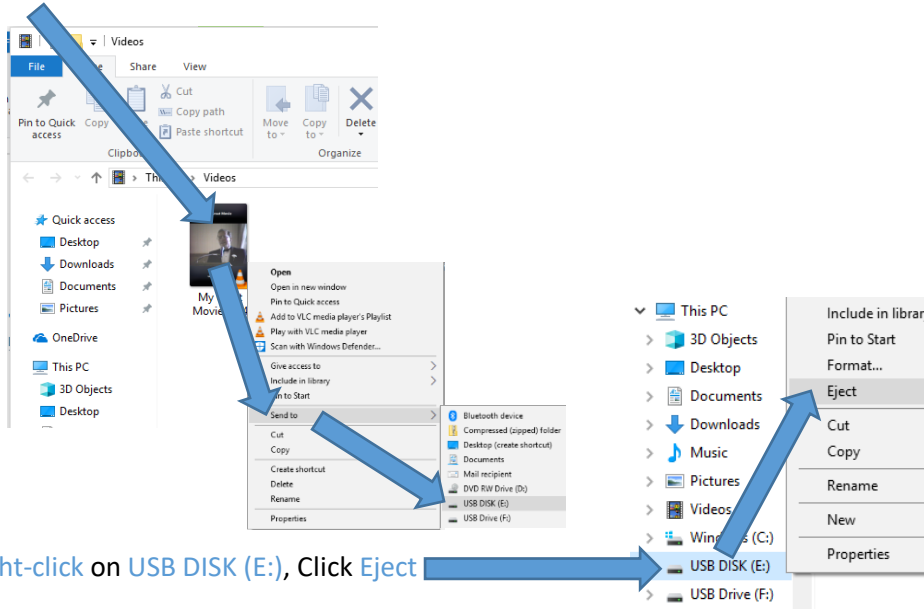 Videos
File
Share
View
Pin to Quick
access
Copy
Cut
Copy path
Paste shortcut
Move
to
Copy
to
Delete
Organize
Videos
Quick access
Desktop
Downloads
Documents
Pictures
OneDrive
This PC
3D Objects
Desktop
My
Open
Open in new window
Pin to Quick access
Add to VLC media player's Playlist
Play with VLC media player
Scan with Windows Defender...
Give access to
Include in library
to Start
Send to
Cut
Copy
Create shortcut
Delete
Rename
Properties
Bluetooth device
Compressed (zipped) folder
Desktop (create shortcut)
Documents
Mail recipient
DVD RW Drive (D:)
USB DISK (E:)
USB Drive (F:)
ht-click on USB DISK (E:), Click Eject
This PC
3D Objects
Desktop
Documents
Downloads
Music
Pictures
Videos
(C:)
USB DISK (E:)
USB Drive (F:)
Include in librar
Pin to Start
Format...
Eject
Cut
Copy
Rename
New
Properties